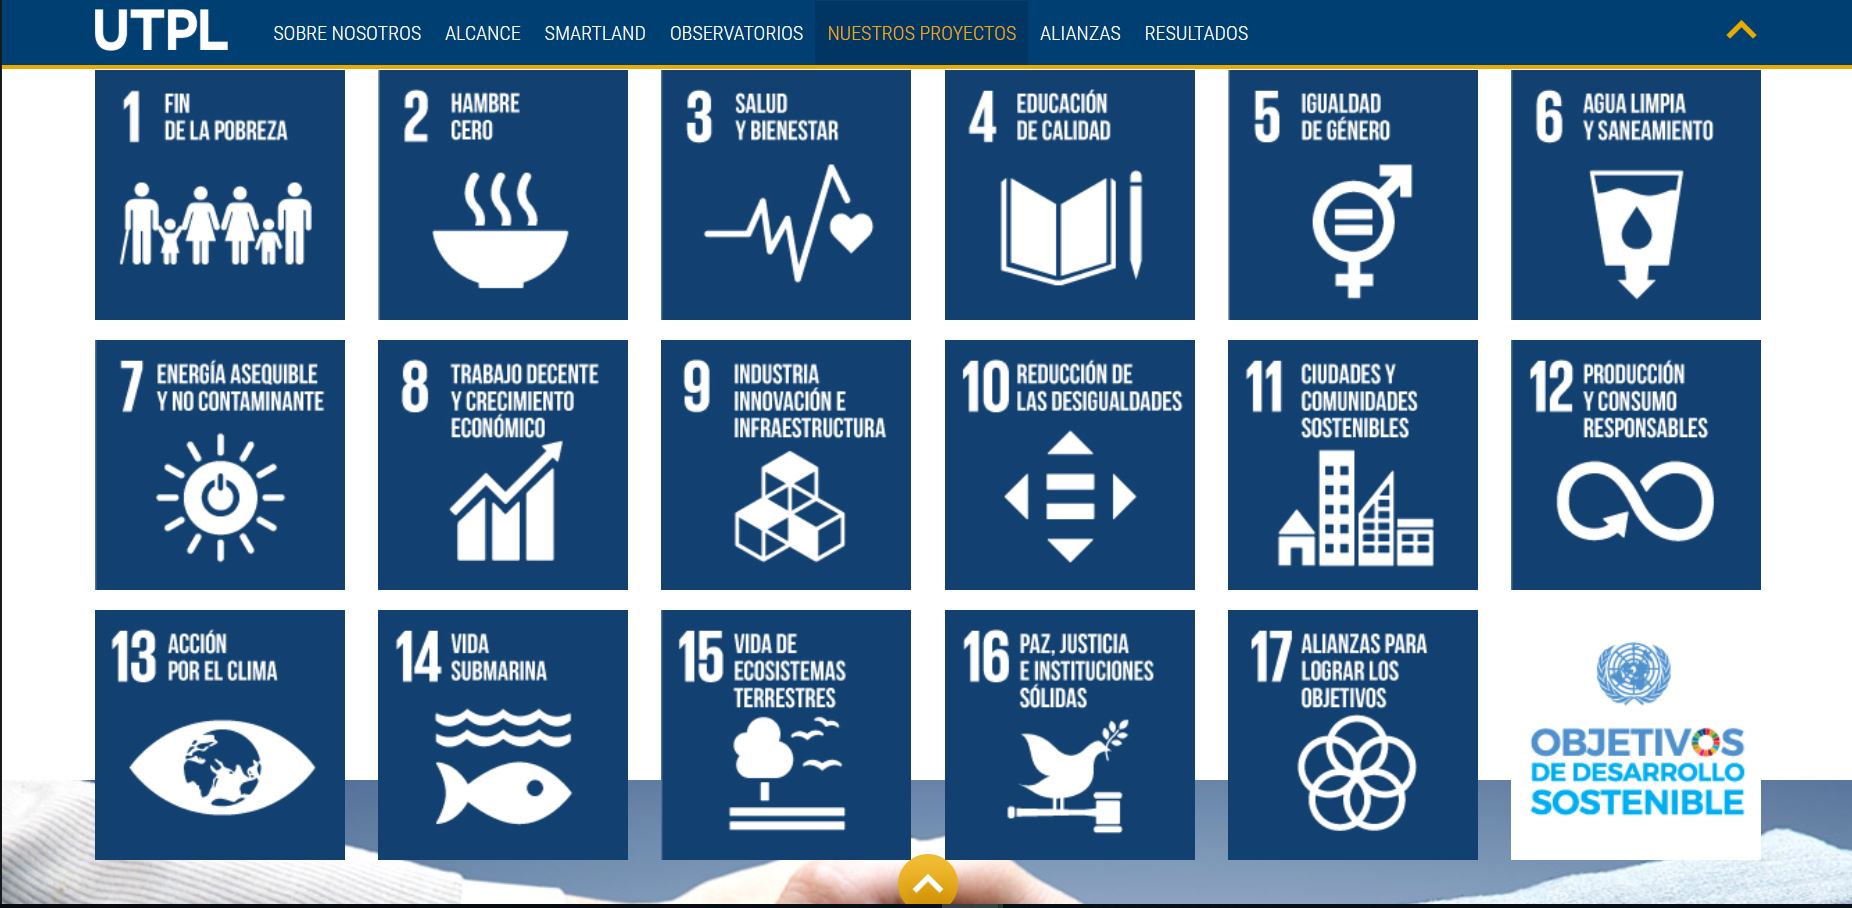 UTPL
SOBRE NOSOTROS ALCANCE SMARTLAND OBSERVATORIOS NUESTROS PROYECTOS ALIANZAS RESULTADOS
1 FIN
DE LA POBREZA
2 HAMBRE
CERO
3 SALUD
Y BIENESTAR
4 EDUCACIÓN
DE CALIDAD
5 IGUALDAD
DE GÉNERO
6 AGUA LIMPIA
Y SANEAMIENTO
7 ENERGÍA ASEQUIBLE
Y NO CONTAMINANTE
8 TRABAJO DECENTE
Y CRECIMIENTO
ECONÓMICO
9 INDUSTRIA
INNOVACIÓN E
INFRAESTRUCTURA
10 REDUCCIÓN DE
LAS DESIGUALDADES
11 CIUDADES Y
COMUNIDADES
SOSTENIBLES
12 PRODUCCIÓN
Y CONSUMO
RESPONSABLES
13 ACCIÓN
POR EL CLIMA
14 VIDA
SUBMARINA
15 VIDA DE
ECOSISTEMAS
TERRESTRES
16 PAZ, JUSTICIA
E INSTITUCIONES
SÓLIDAS
17 ALIANZAS PARA
LOGRAR LOS
OBJETIVOS
OBJETIVOS
DE DESARROLLO
SOSTENIBLE